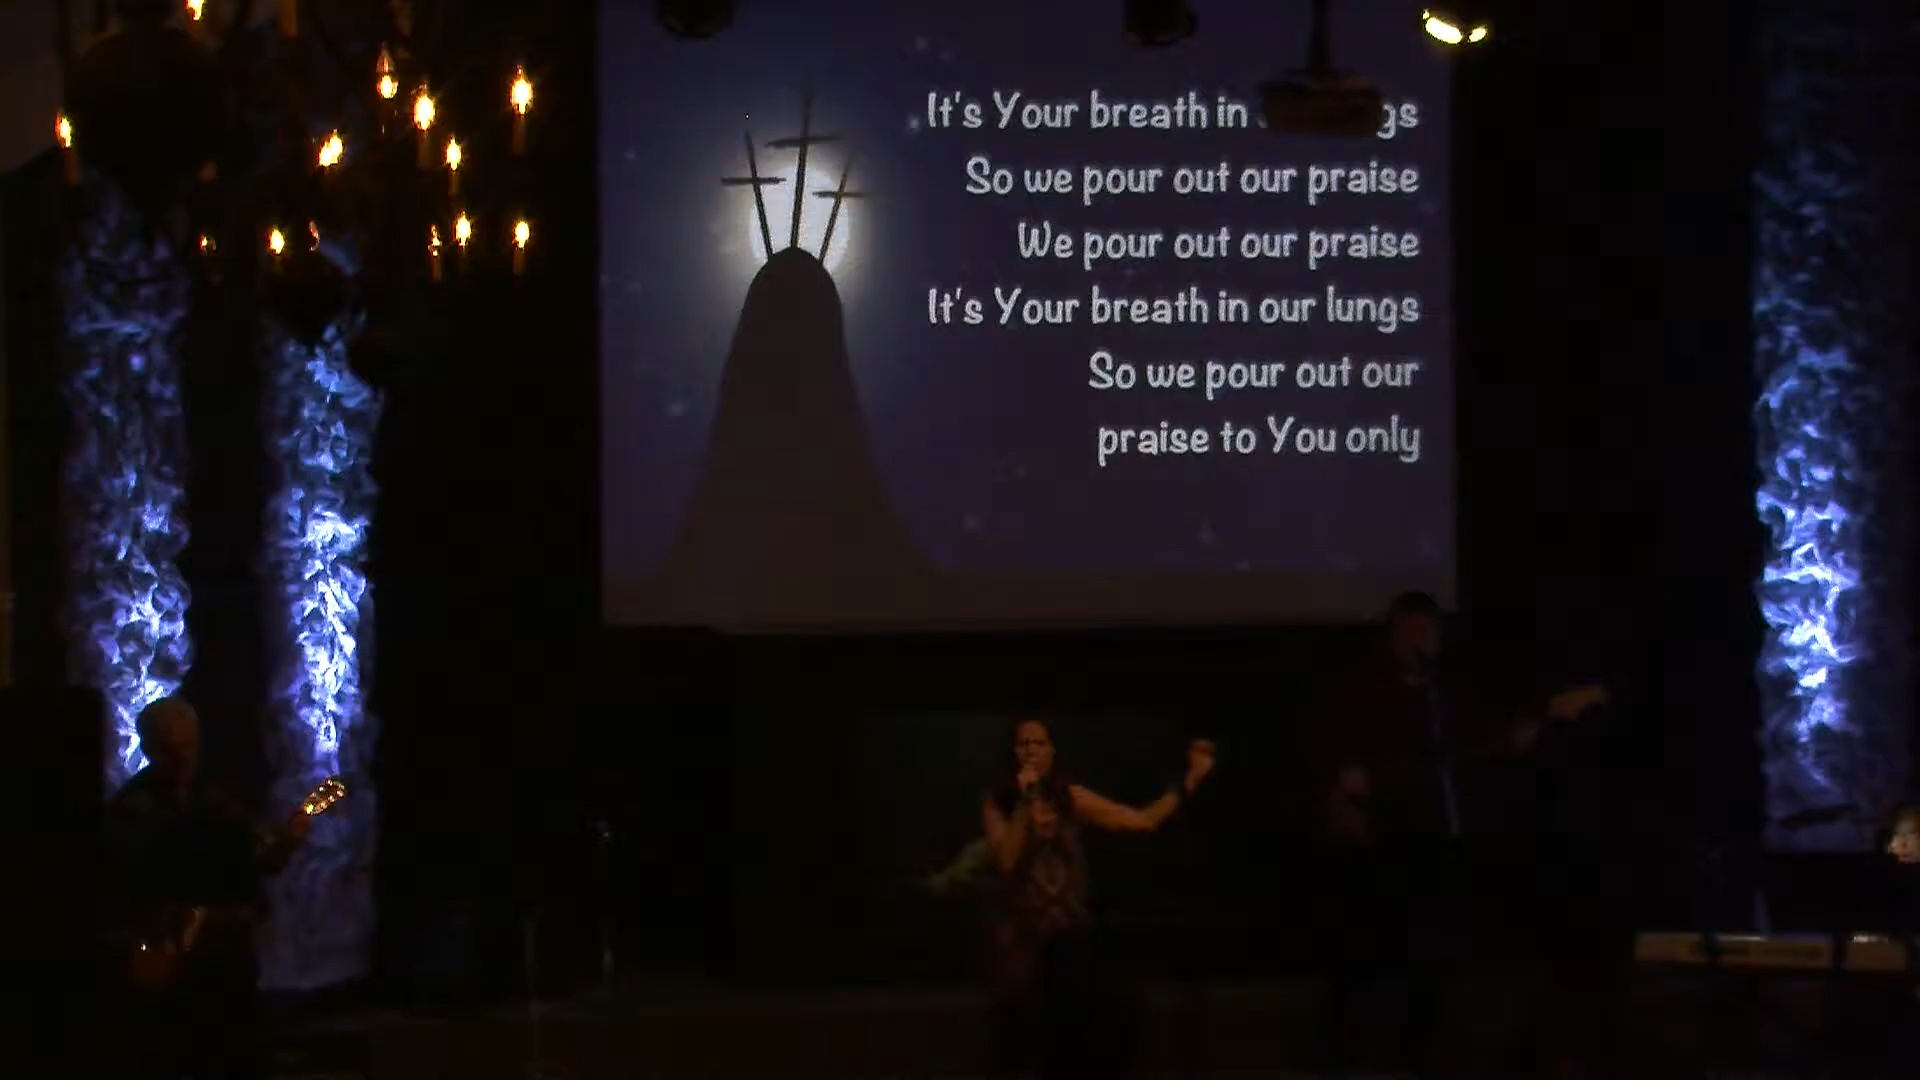 It's Your breath in
So we pour out our praise
We pour out our praise
It's Your breath in our lungs
So we pour out our
praise to You only